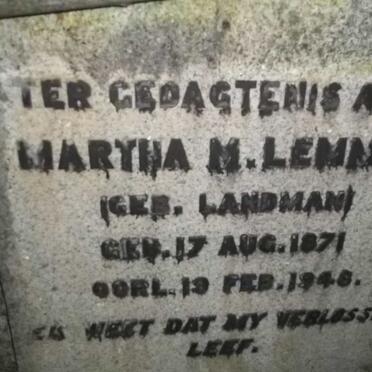 TER GEDAGTENIS A
MARTHA M. LEMM
(GEB. LANDMAN)
GEB. 17 AUG. 1871
OORL. 19 FEB. 1946.
EK WEET DAT MY VERLOSS
LEEF.